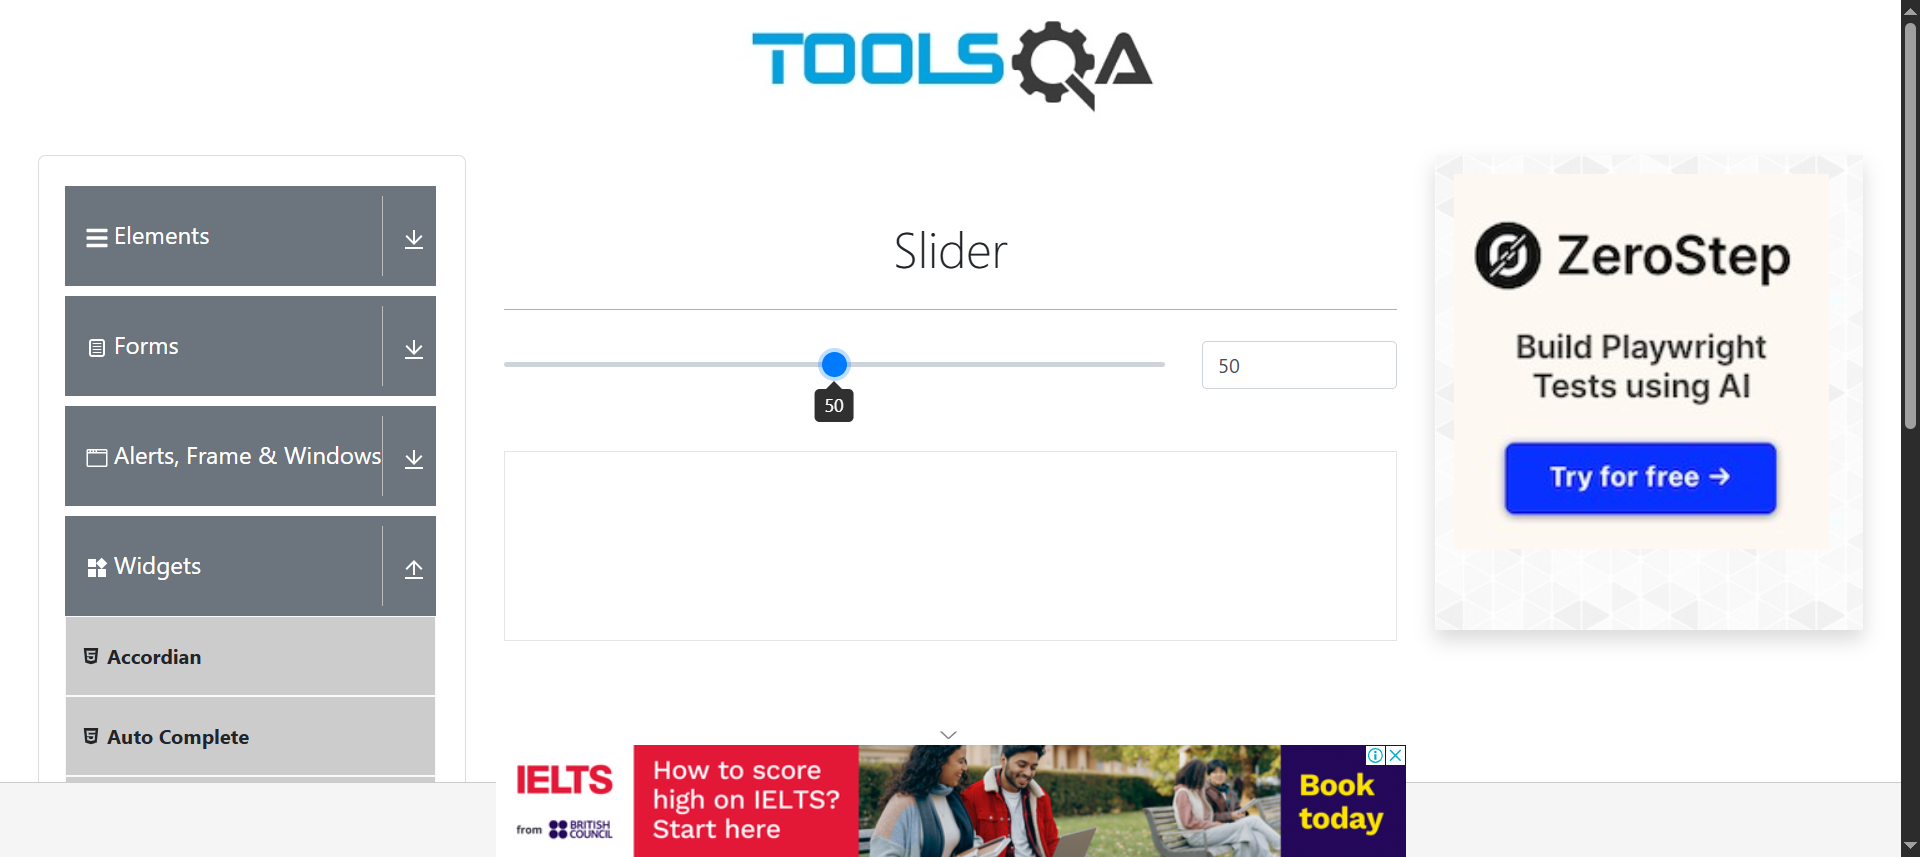 TOOLSQA
Elements
Forms
Alerts, Frame & Windows
Widgets
Accordian
Auto Complete
Slider
50
50
ZeroStep
Build Playwright
Tests using AI
Try for free →
IELTS
from BRITISH
COUNCIL
How to score
high on IELTS?
Start here
Book
today